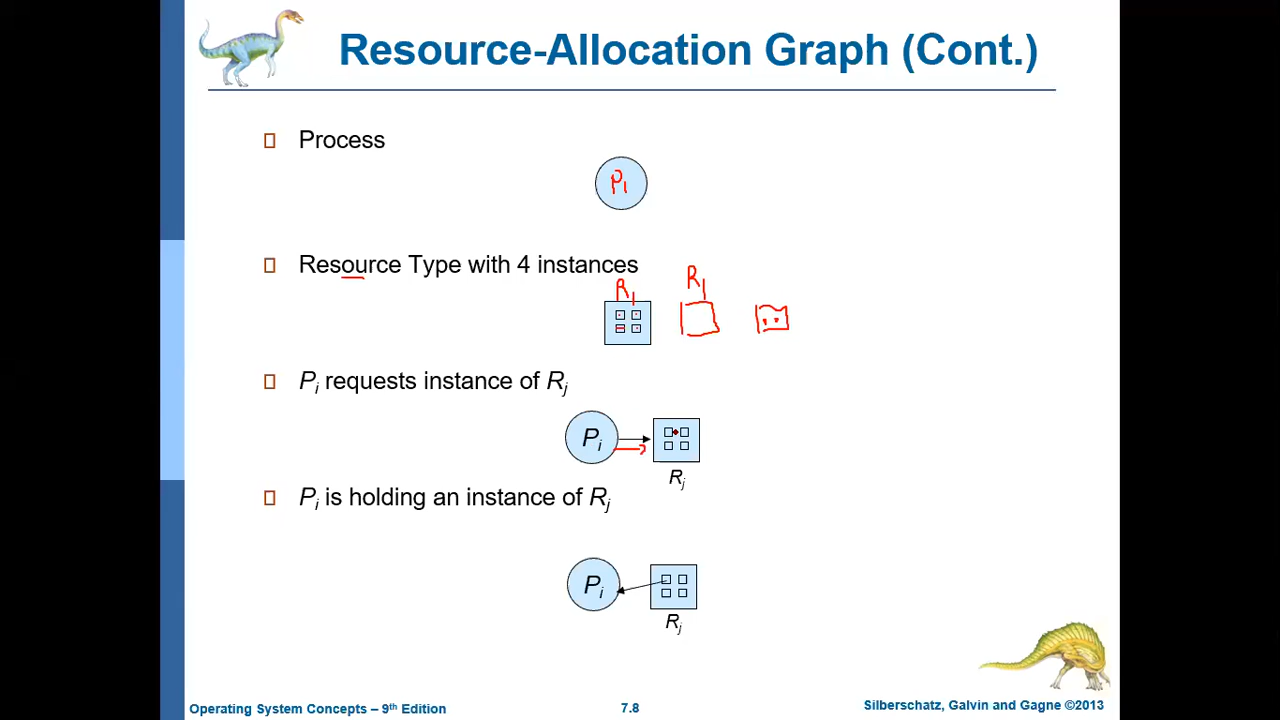 Resource-Allocation Graph (Cont.)
Process
P1
Resource Type with 4 instances
R1 R1
Pi requests instance of Rj
Pi
Rj
Pi is holding an instance of Rj
Pi
Rj
Operating System Concepts – 9th Edition 7.8 Silberschatz, Galvin and Gagne ©2013